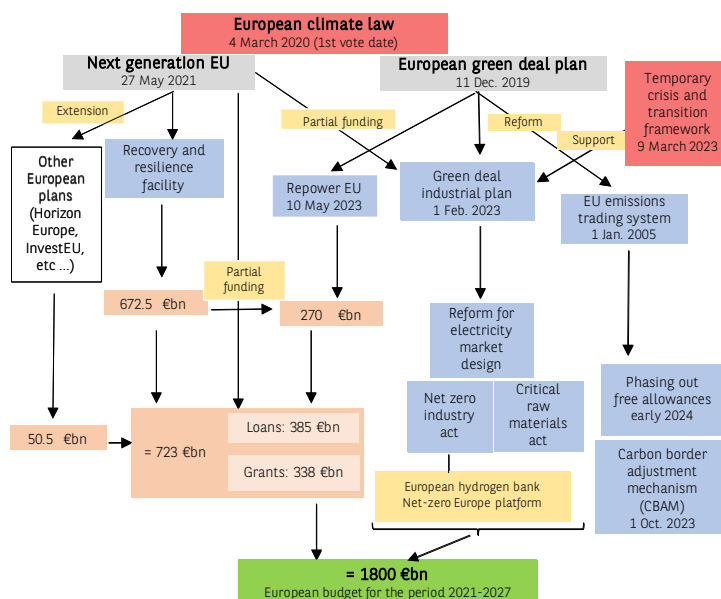 European climate law
4 March 2020 (1st vote date)
Next generation EU
27 May 2021
European green deal plan
11 Dec. 2019
Temporary
crisis and
transition
framework
9 March 2023
Extension
Partial funding
Reform
Support
Other
European
plans
(Horizon
Europe,
InvestEU,
etc ...)
Recovery and
resilience
facility
Repower EU
10 May 2023
Green deal
industrial plan
1 Feb. 2023
EU emissions
trading system
1 Jan. 2005
Partial
funding
672.5 €bn
270 €bn
Reform for
electricity
market
design
Net zero
industry
act
Critical
raw
materials
act
Phasing out
free allowances
early 2024
50.5 €bn
= 723 €bn
Loans: 385 €bn
Grants: 338 €bn
European hydrogen bank
Net-zero Europe platform
Carbon border
adjustment
mechanism
(CBAM)
1 Oct. 2023
= 1800 €bn
European budget for the period 2021-2027